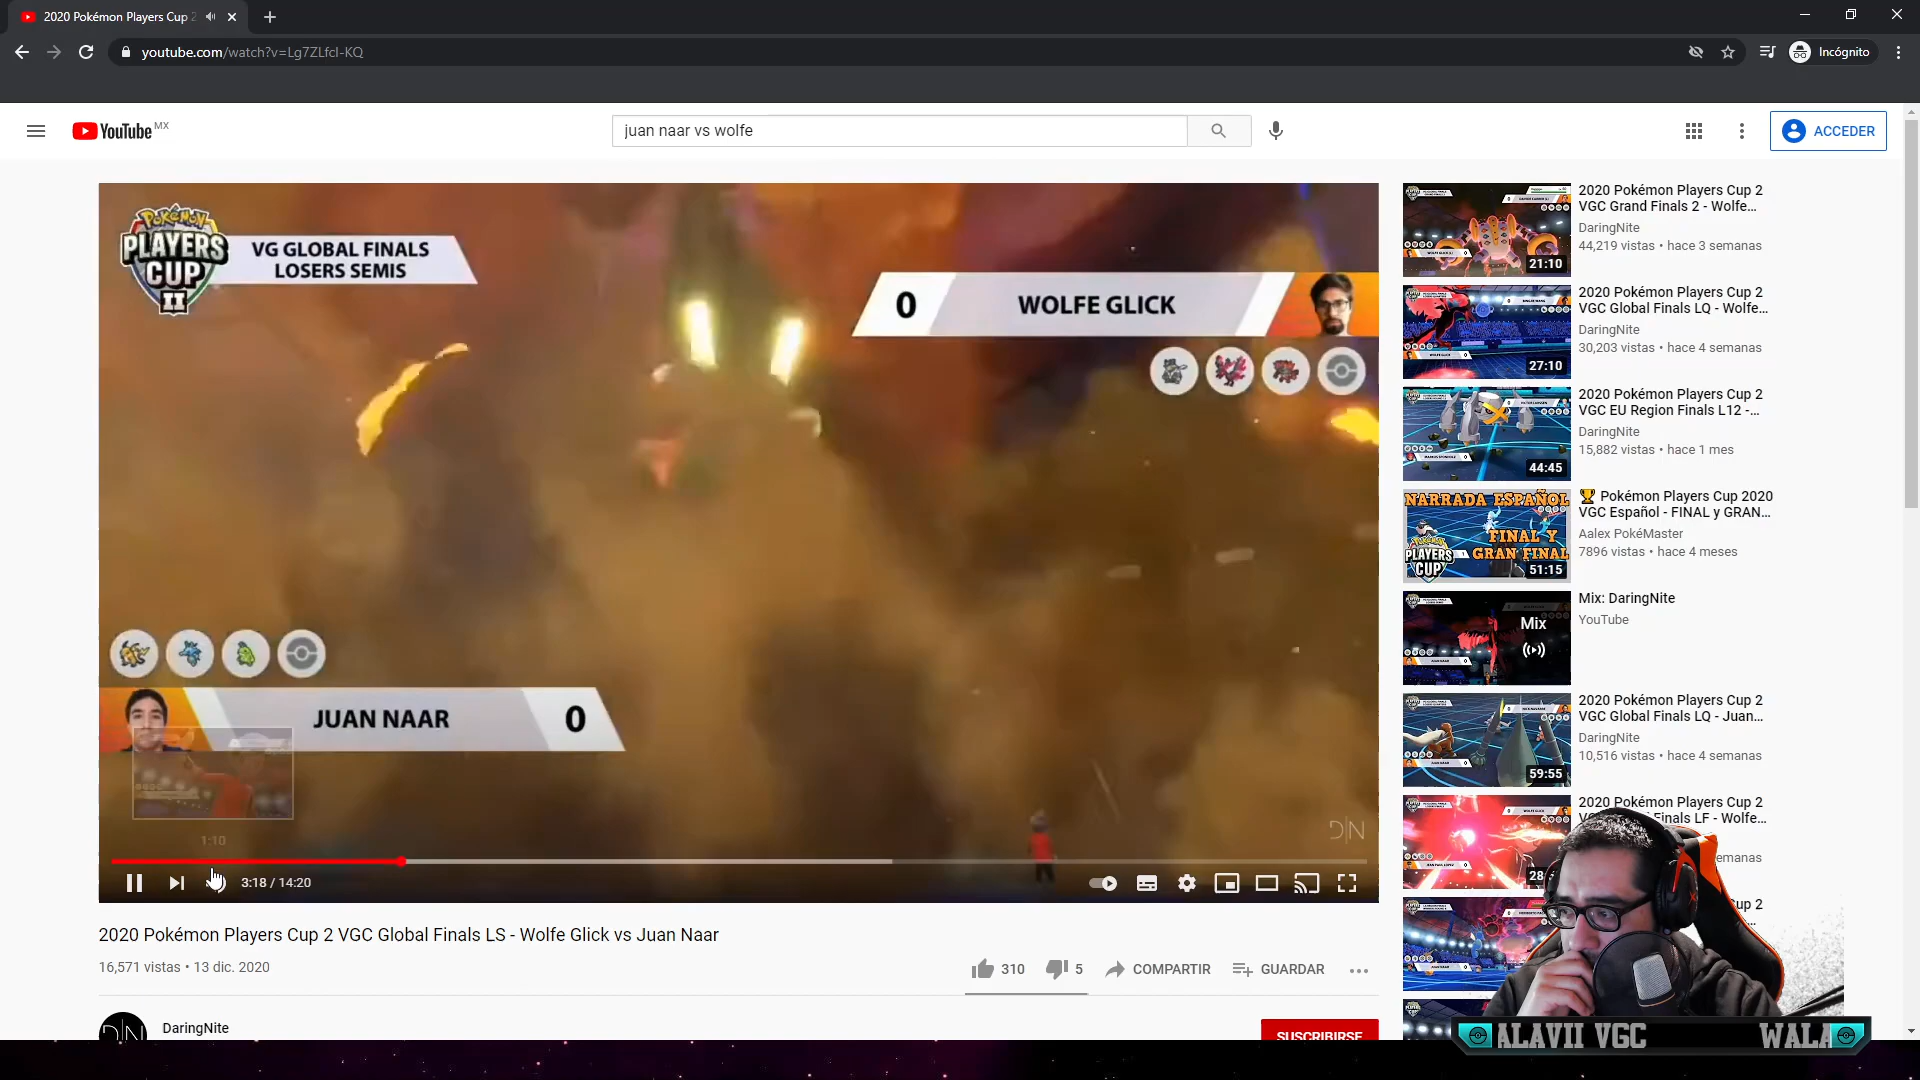 2020 Pokémon Players Cup 2
youtube.com/watch?v=Lg7ZLfcI-KQ
Incógnito
YouTube MX
juan naar vs wolfe
ACCEDER
Pokémon
PLAYERS
CUP
II
VG GLOBAL FINALS
LOSERS SEMIS
0 WOLFE GLICK
JUAN NAAR 0
1:10
D|N
3:18 / 14:20
2020 Pokémon Players Cup 2 VGC Global Finals LS - Wolfe Glick vs Juan Naar
16,571 vistas • 13 dic. 2020
310
5
COMPARTIR
GUARDAR
D|N
DaringNite
SUSCRIBIRSE
2020 Pokémon Players Cup 2
VGC Grand Finals 2 - Wolfe...
DaringNite
44,219 vistas • hace 3 semanas
21:10
2020 Pokémon Players Cup 2
VGC Global Finals LQ - Wolfe...
DaringNite
30,203 vistas • hace 4 semanas
27:10
2020 Pokémon Players Cup 2
VGC EU Region Finals L12 -...
DaringNite
15,882 vistas • hace 1 mes
44:45
🏆 Pokémon Players Cup 2020
VGC Español - FINAL y GRAN...
Aalex PokéMaster
7896 vistas • hace 4 meses
NARRADA ESPAÑOL
FINAL Y
GRAN FINAL
PLAYERS
CUP
51:15
Mix: DaringNite
YouTube
Mix
2020 Pokémon Players Cup 2
VGC Global Finals LQ - Juan...
DaringNite
10,516 vistas • hace 4 semanas
59:55
2020 Pokémon Players Cup 2
Finals LF - Wolfe...
emanas
28
up 2
ALAVII VGC
WALA